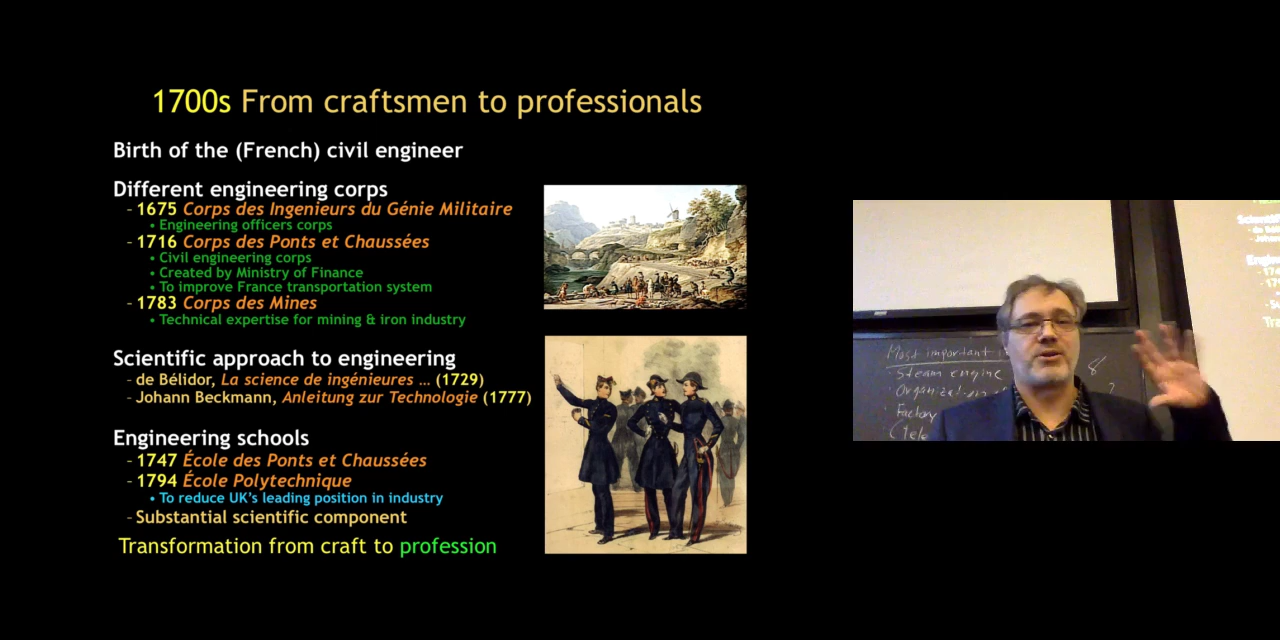 1700s From craftsmen to professionals
Birth of the (French) civil engineer
Different engineering corps
- 1675 Corps des Ingenieurs du Génie Militaire
• Engineering officers corps
- 1716 Corps des Ponts et Chaussées
• Civil engineering corps
• Created by Ministry of Finance
• To improve France transportation system
- 1783 Corps des Mines
• Technical expertise for mining & iron industry
Scientific approach to engineering
- de Bélidor, La science de ingénieures ... (1729)
- Johann Beckmann, Anleitung zur Technologie (1777)
Engineering schools
- 1747 École des Ponts et Chaussées
- 1794 École Polytechnique
• To reduce UK's leading position in industry
- Substantial scientific component
Transformation from craft to profession
Most important
Steam engine
Factory